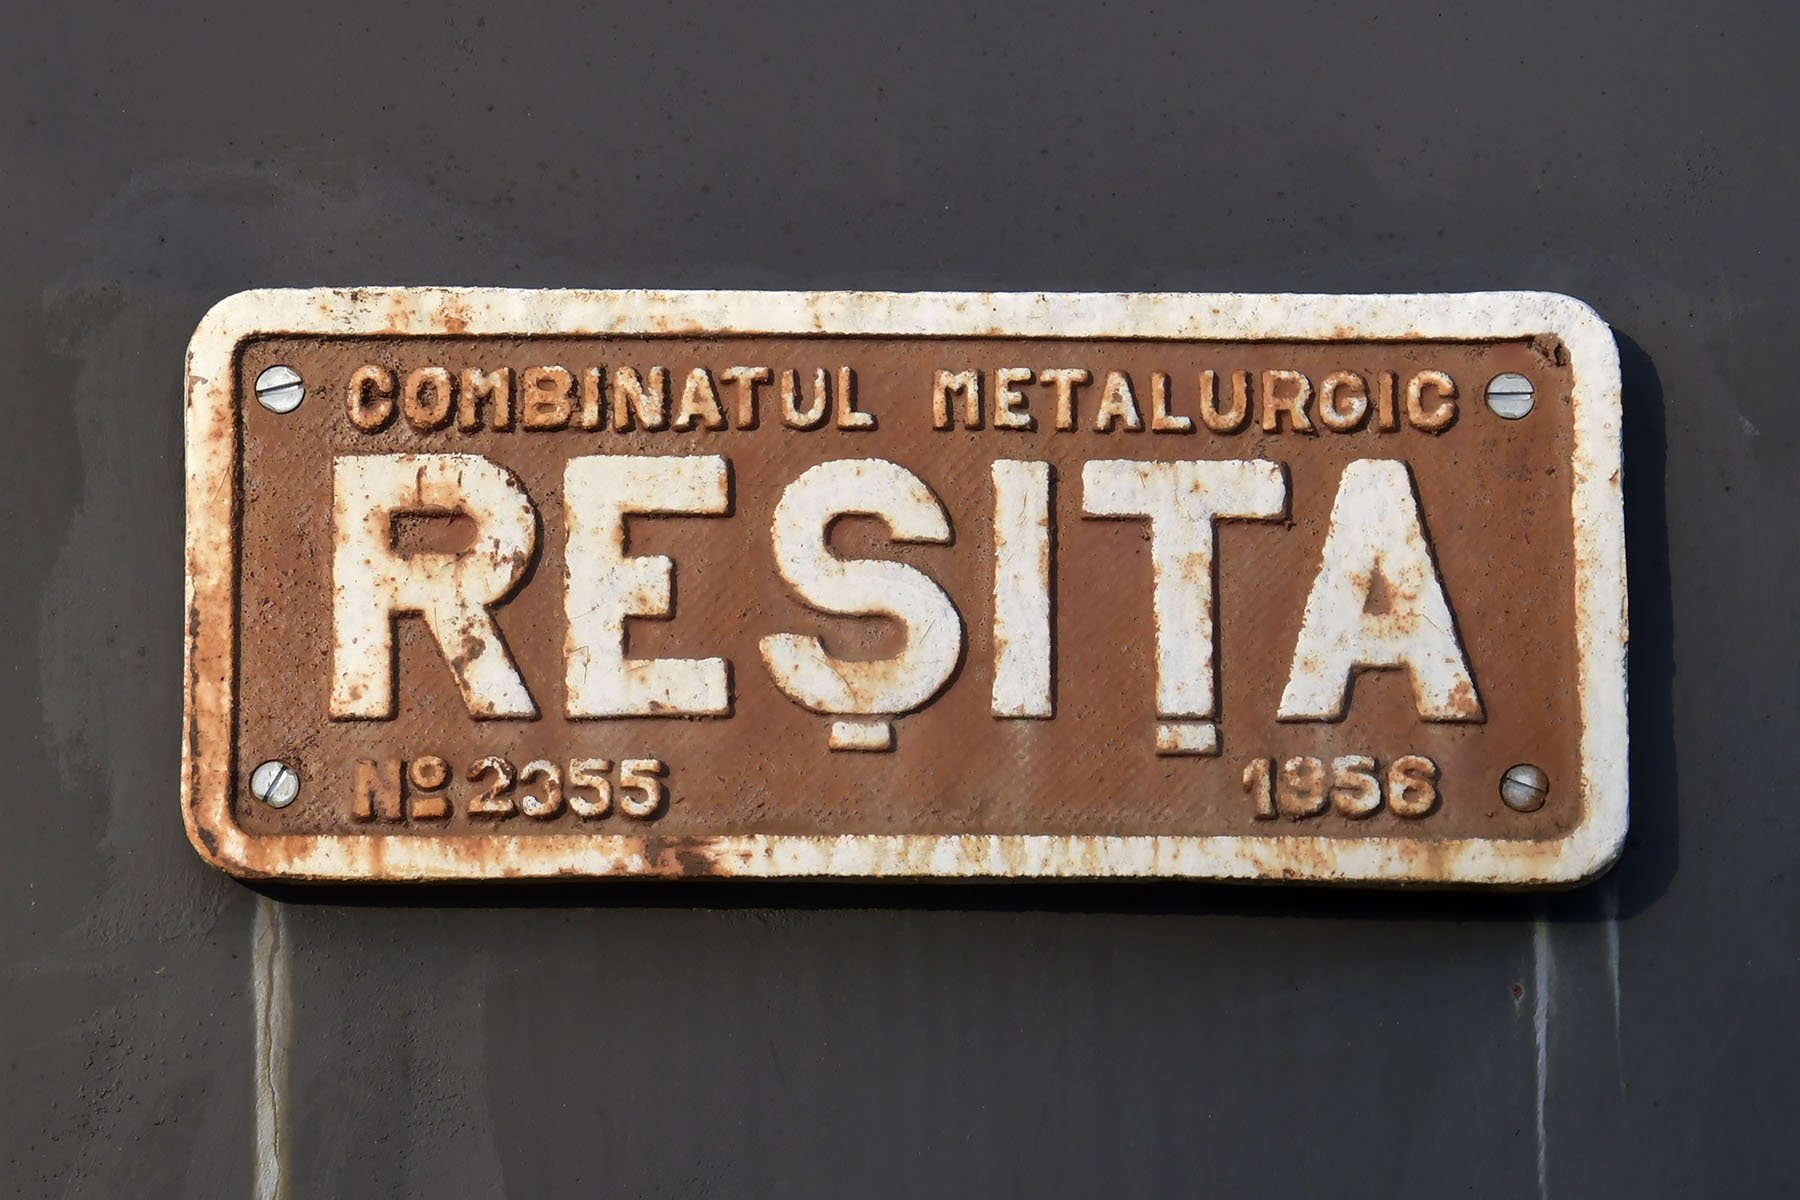 COMBINATUL METALURGIC
REȘIȚA
Nº 2355 1956